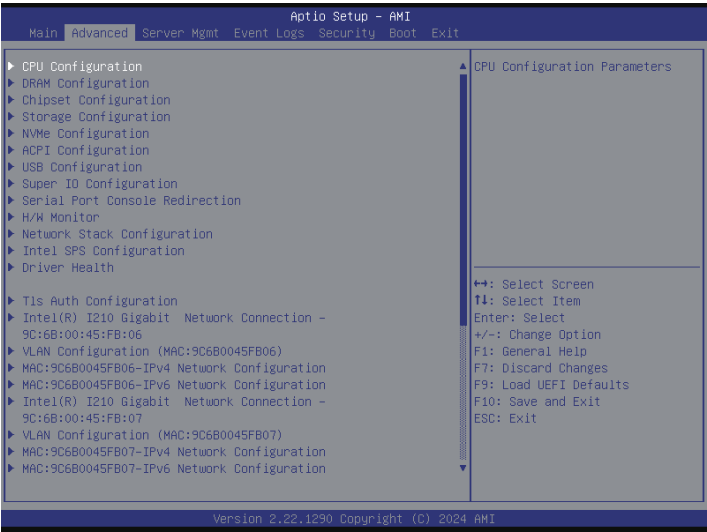 Aptio Setup - AMI
Main Advanced Server Mgmt Event Logs Security Boot Exit
CPU Configuration
DRAM Configuration
Chipset Configuration
Storage Configuration
NVMe Configuration
ACPI Configuration
USB Configuration
Super IO Configuration
Serial Port Console Redirection
H/W Monitor
Network Stack Configuration
Intel SPS Configuration
Driver Health
Tls Auth Configuration
Intel(R) I210 Gigabit  Network Connection -
9C:6B:00:45:FB:06
VLAN Configuration (MAC:9C6B0045FB06)
MAC:9C6B0045FB06-IPv4 Network Configuration
MAC:9C6B0045FB06-IPv6 Network Configuration
Intel(R) I210 Gigabit  Network Connection -
9C:6B:00:45:FB:07
VLAN Configuration (MAC:9C6B0045FB07)
MAC:9C6B0045FB07-IPv4 Network Configuration
MAC:9C6B0045FB07-IPv6 Network Configuration
CPU Configuration Parameters
↔: Select Screen
↑↓: Select Item
Enter: Select
+/-: Change Option
F1: General Help
F7: Discard Changes
F9: Load UEFI Defaults
F10: Save and Exit
ESC: Exit
Version 2.22.1290 Copyright (C) 2024 AMI